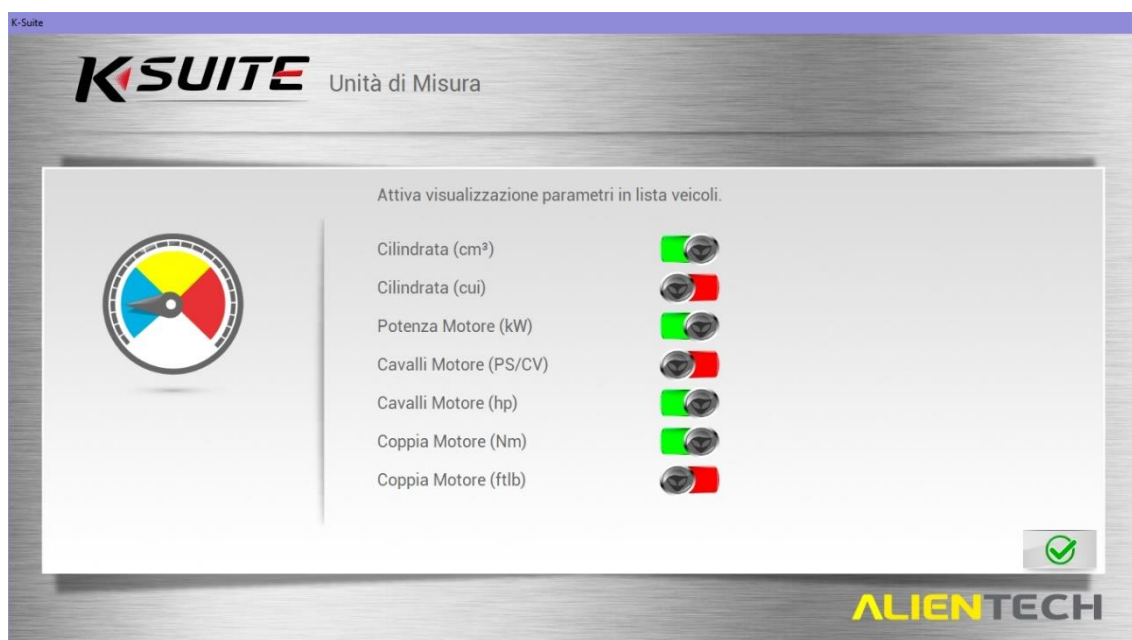 K-Suite
KSUITE Unità di Misura
Attiva visualizzazione parametri in lista veicoli.
Cilindrata (cm³)
Cilindrata (cui)
Potenza Motore (kW)
Cavalli Motore (PS/CV)
Cavalli Motore (hp)
Coppia Motore (Nm)
Coppia Motore (ftlb)
ALIENTECH